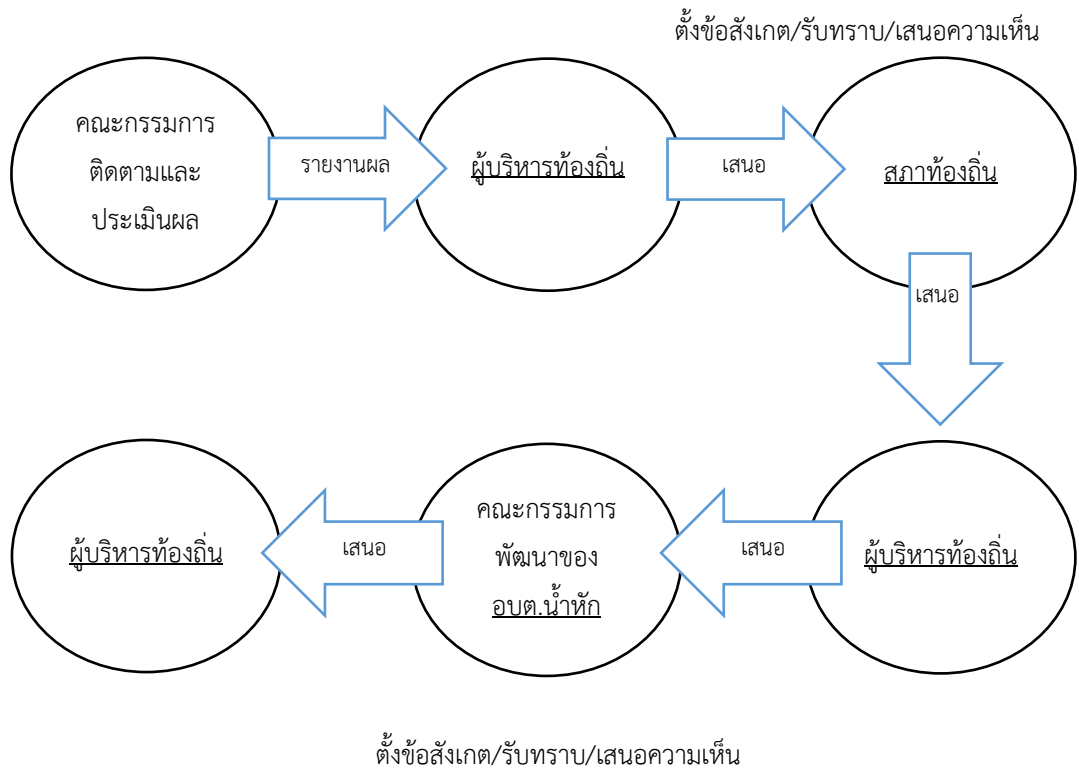 ตั้งข้อสังเกต/รับทราบ/เสนอความเห็น
คณะกรรมการ
ติดตามและ
ประเมินผล
รายงานผล
ผู้บริหารท้องถิ่น
เสนอ
สภาท้องถิ่น
เสนอ
ผู้บริหารท้องถิ่น
เสนอ
คณะกรรมการ
พัฒนาของ
อบต.น้ำหัก
เสนอ
ผู้บริหารท้องถิ่น
ตั้งข้อสังเกต/รับทราบ/เสนอความเห็น